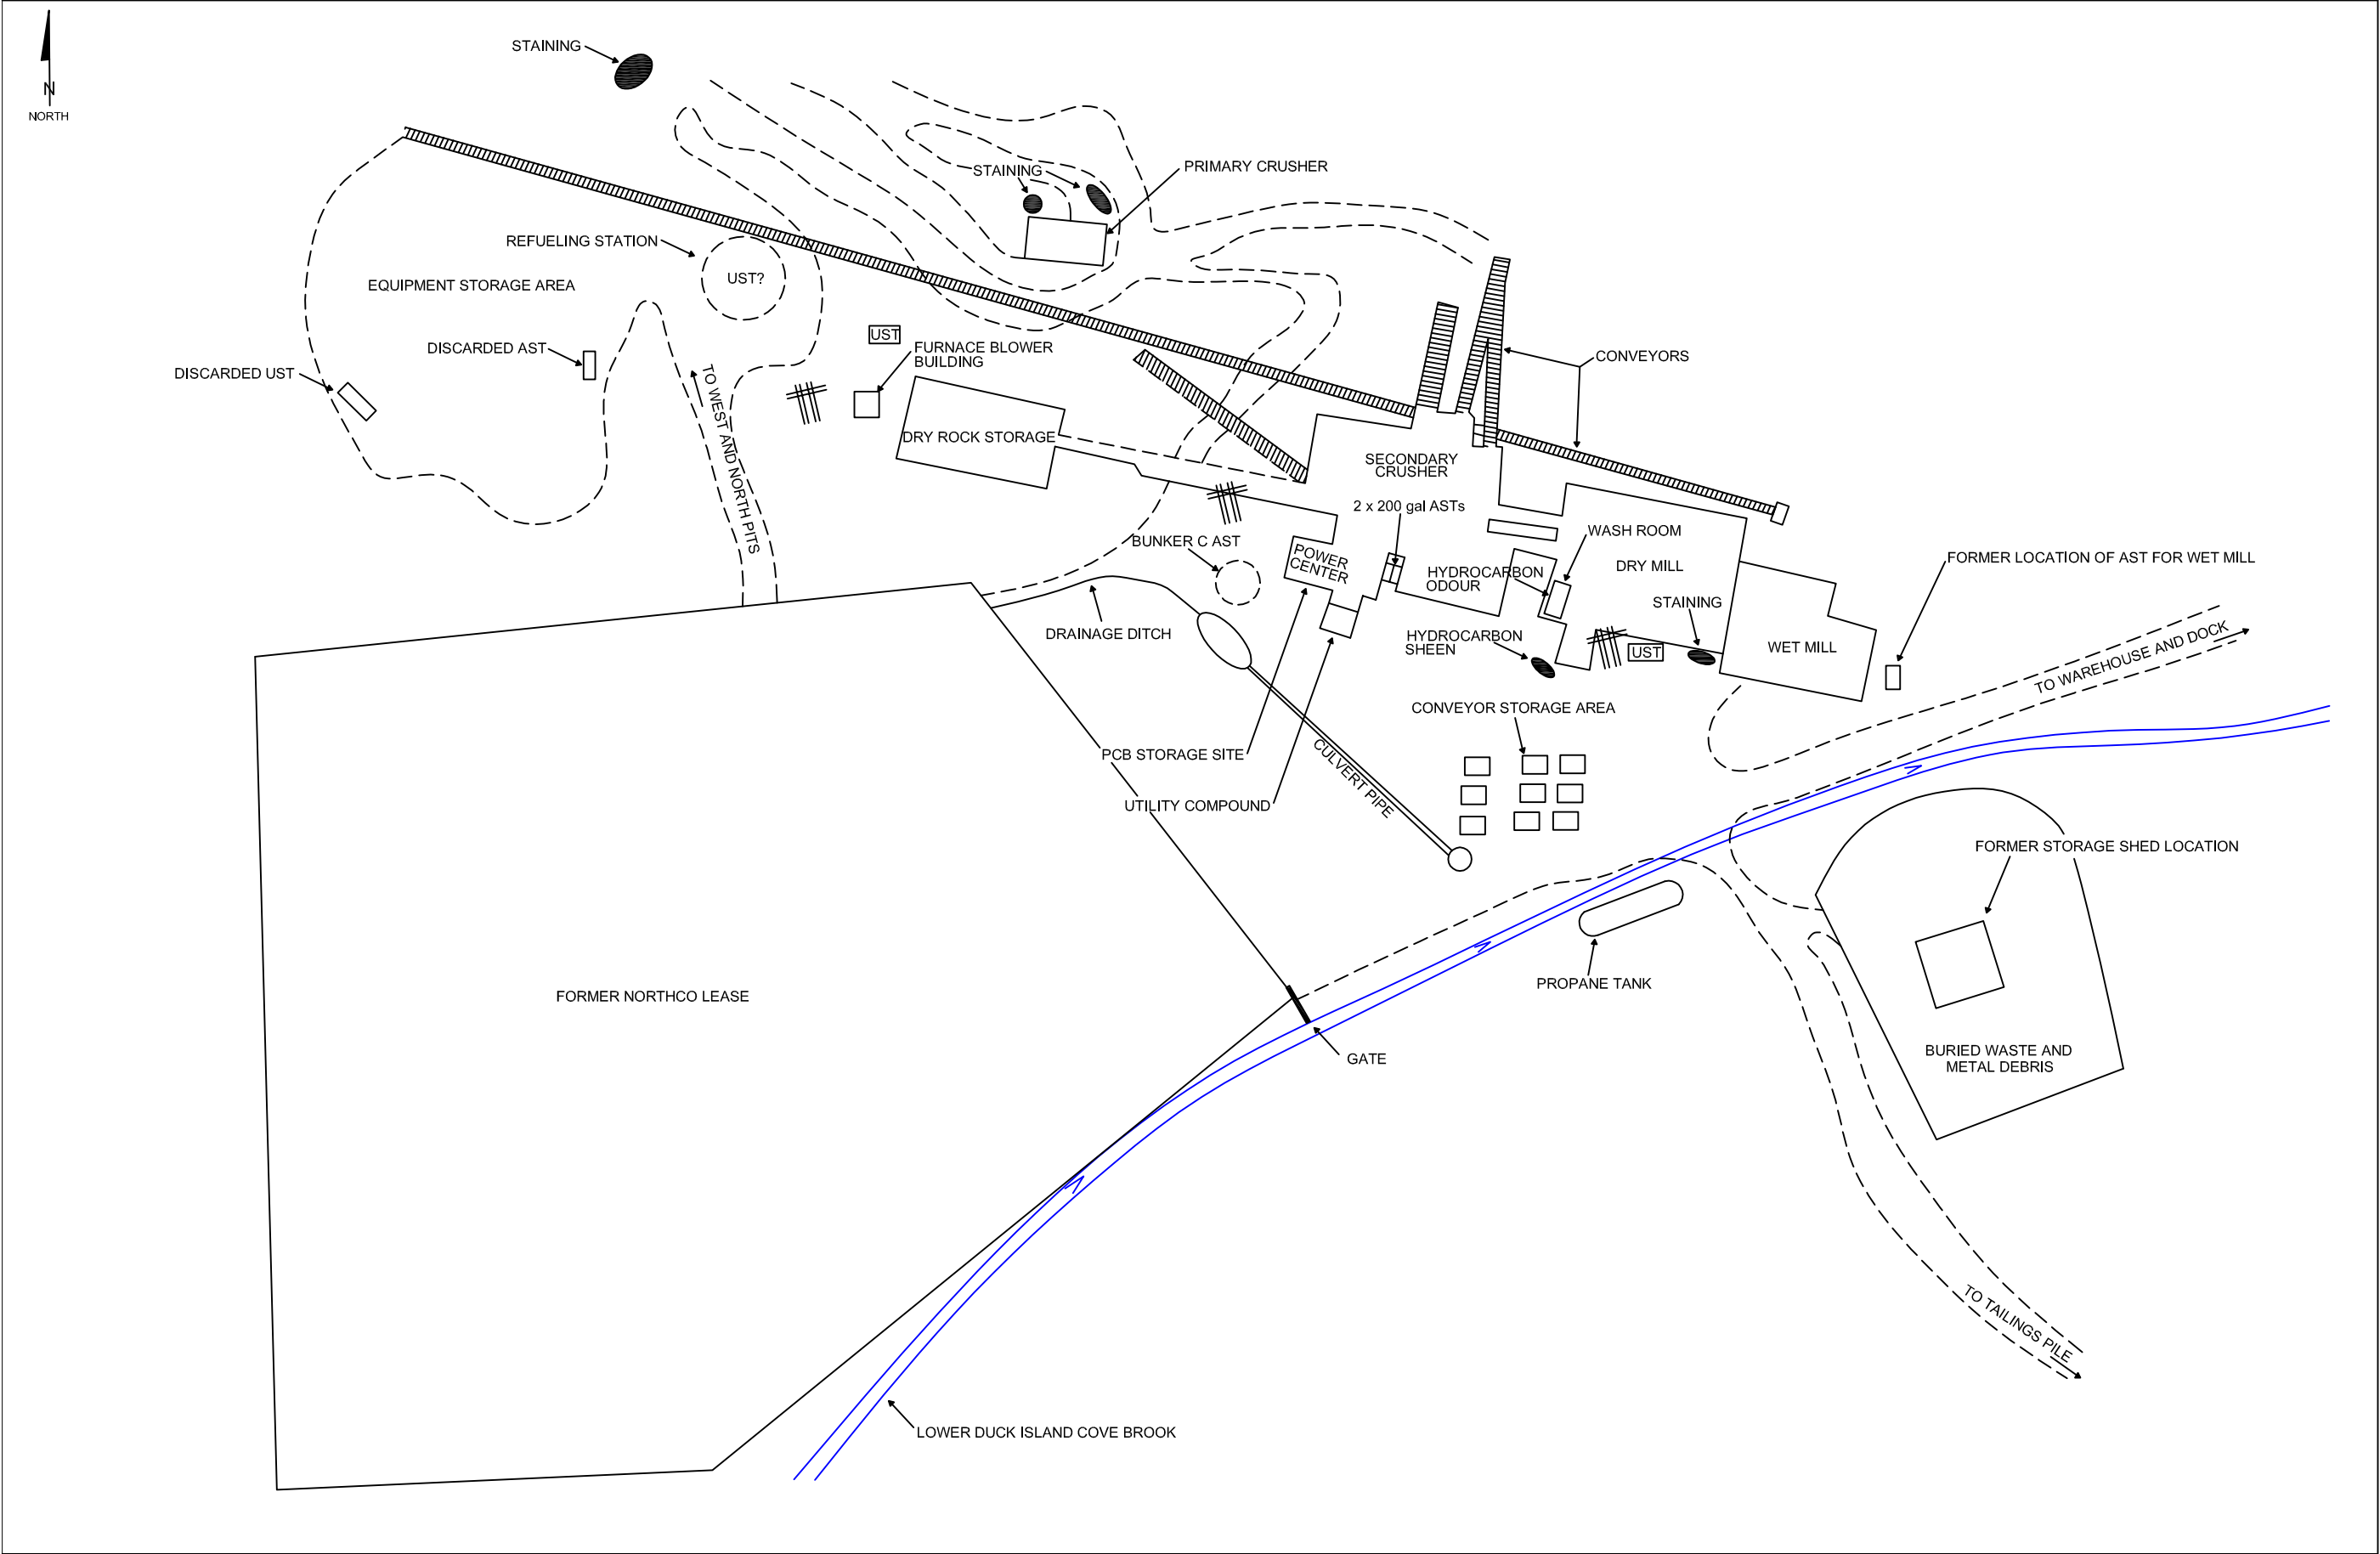 STAINING
N
NORTH
STAINING
PRIMARY CRUSHER
REFUELING STATION
UST?
EQUIPMENT STORAGE AREA
UST
DISCARDED AST
FURNACE BLOWER
BUILDING
CONVEYORS
DISCARDED UST
TO WEST AND NORTH PITS
DRY ROCK STORAGE
SECONDARY
CRUSHER
2 x 200 gal ASTs
WASH ROOM
BUNKER C AST
POWER
CENTER
HYDROCARBON
ODOUR
DRY MILL
FORMER LOCATION OF AST FOR WET MILL
STAINING
DRAINAGE DITCH
HYDROCARBON
SHEEN
UST
WET MILL
TO WAREHOUSE AND DOCK
CONVEYOR STORAGE AREA
PCB STORAGE SITE
CULVERT PIPE
UTILITY COMPOUND
FORMER STORAGE SHED LOCATION
PROPANE TANK
FORMER NORTHCO LEASE
GATE
BURIED WASTE AND
METAL DEBRIS
TO TAILINGS PILE
LOWER DUCK ISLAND COVE BROOK